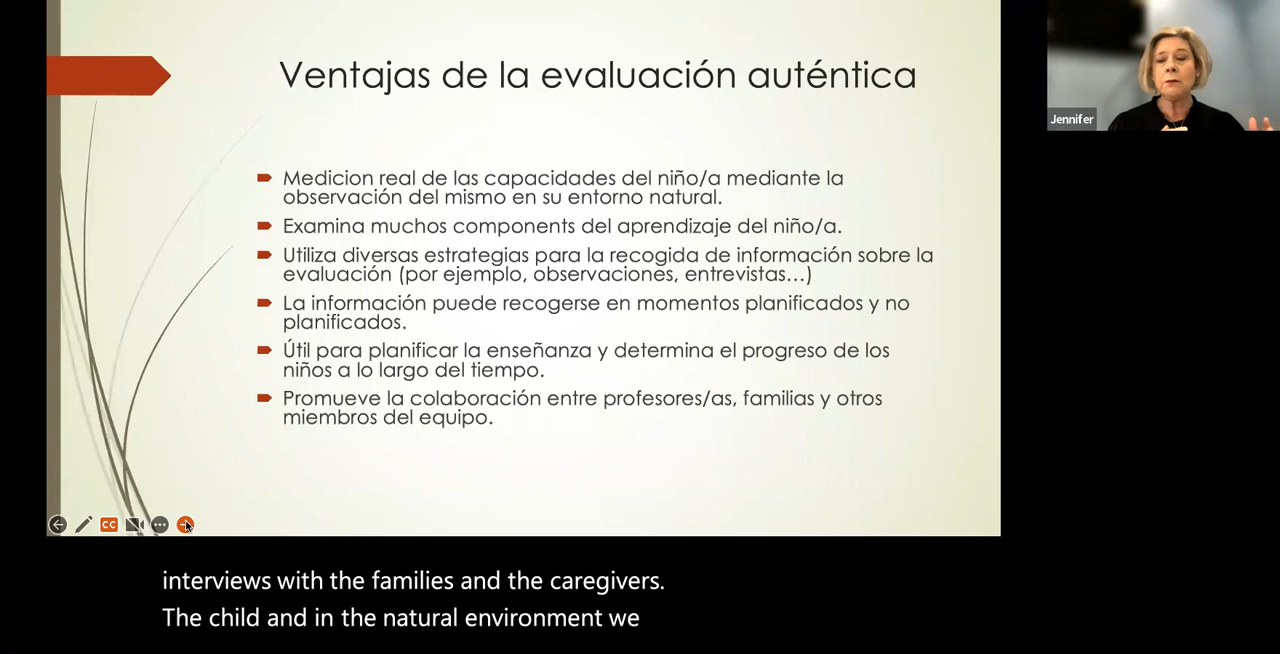 Ventajas de la evaluación auténtica
Medicion real de las capacidades del niño/a mediante la
observación del mismo en su entorno natural.
Examina muchos components del aprendizaje del niño/a.
Utiliza diversas estrategias para la recogida de información sobre la
evaluación (por ejemplo, observaciones, entrevistas...)
La información puede recogerse en momentos planificados y no
planificados.
Útil para planificar la enseñanza y determina el progreso de los
niños a lo largo del tiempo.
Promueve la colaboración entre profesores/as, familias y otros
miembros del equipo.
Jennifer
CC
interviews with the families and the caregivers.
The child and in the natural environment we